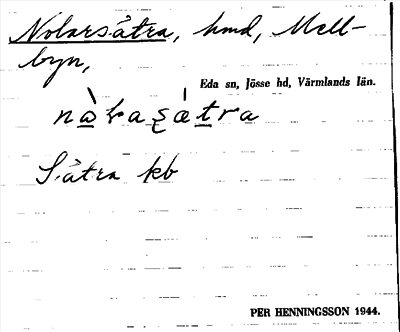 Nolarsätra, hmd, Mell-
byn,
Eda sn, Jösse hd, Värmlands län.
Sätra kb
PER HENNINGSSON 1944.